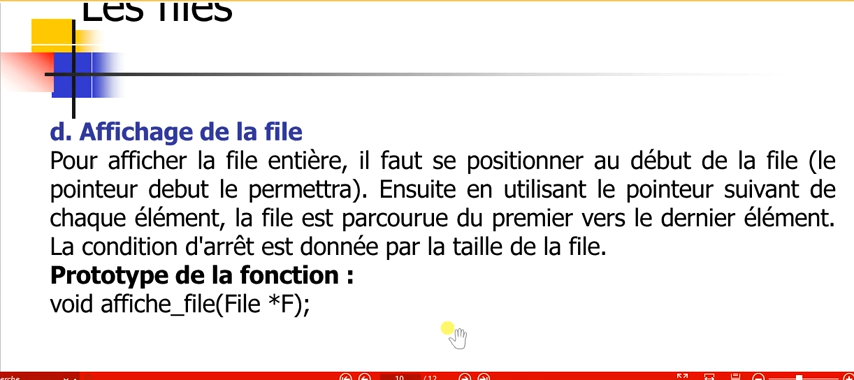 Les files
d. Affichage de la file
Pour afficher la file entière, il faut se positionner au début de la file (le
pointeur debut le permettra). Ensuite en utilisant le pointeur suivant de
chaque élément, la file est parcourue du premier vers le dernier élément.
La condition d'arrêt est donnée par la taille de la file.
Prototype de la fonction :
void affiche_file(File *F);
erche
10 / 12